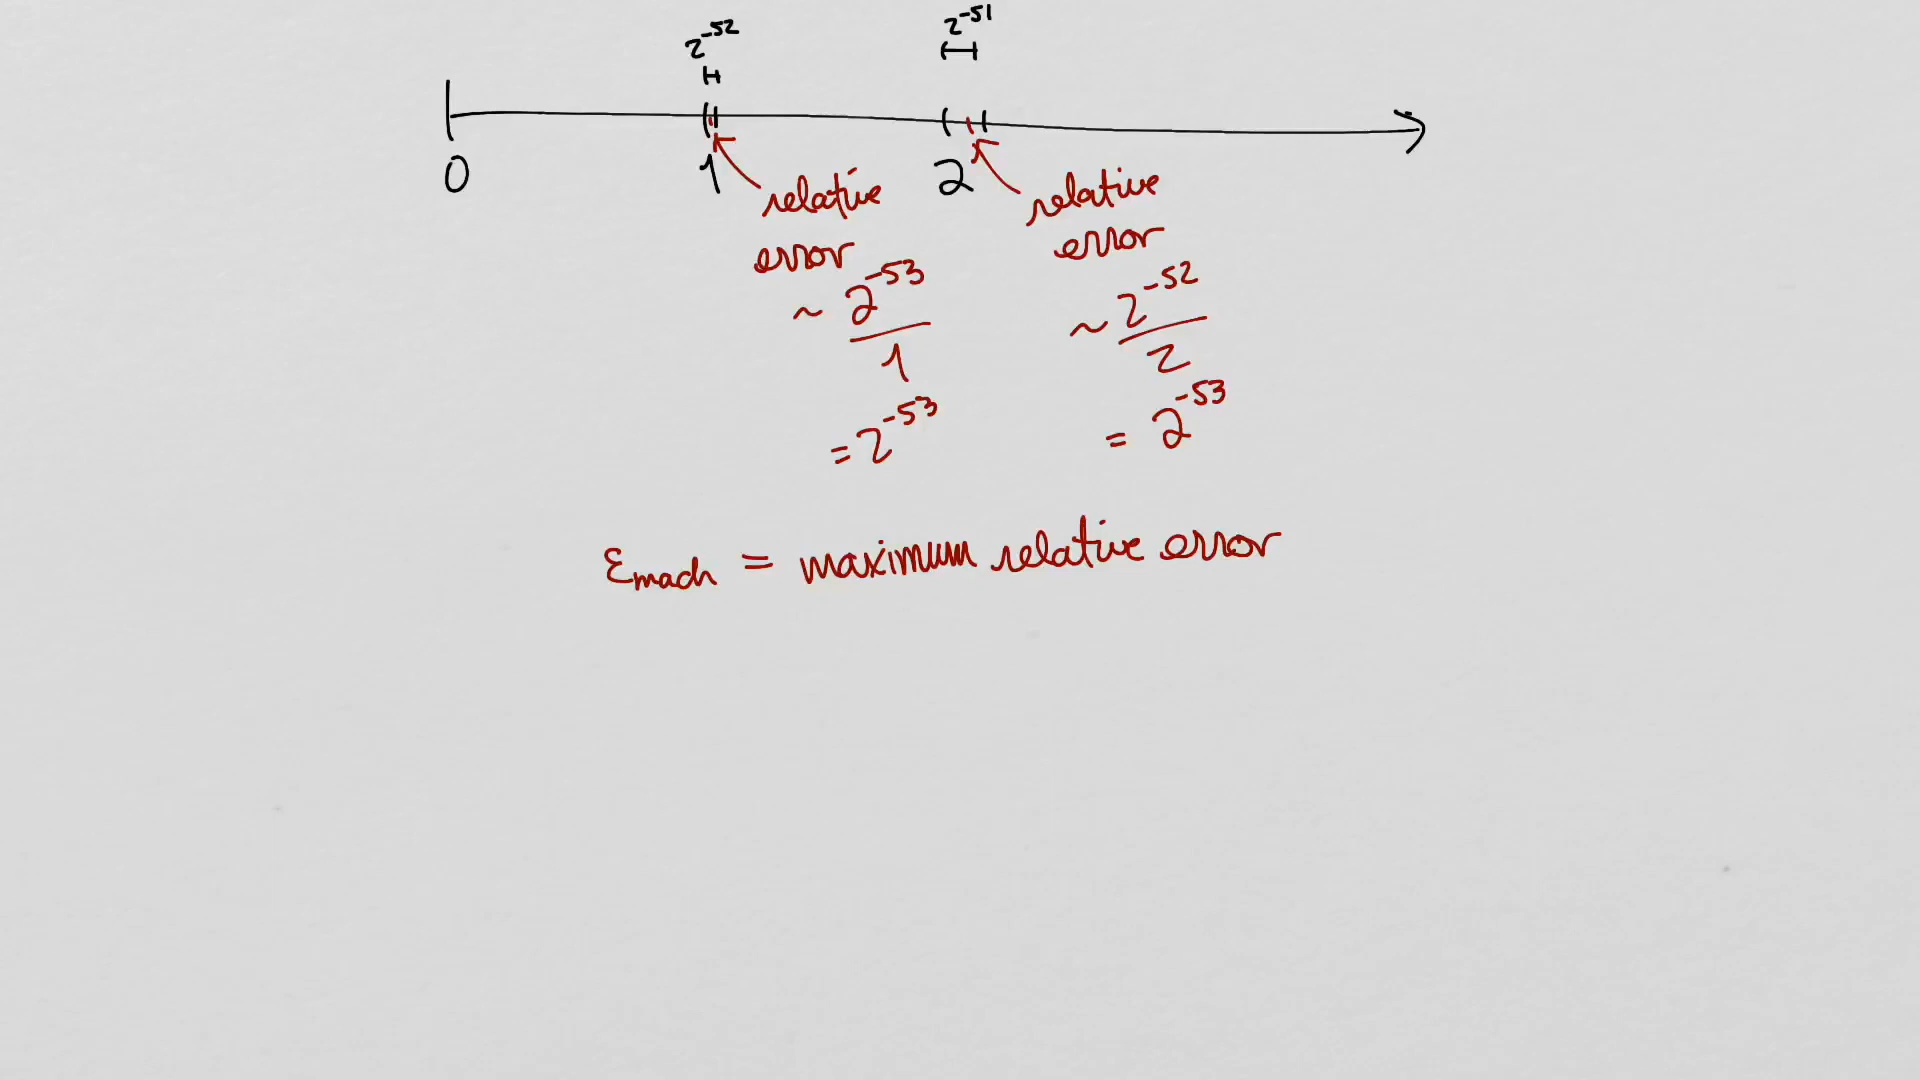 2^-52 2^-51
0 1 2
relative error ~ 2^-53 / 1 = 2^-53
relative error ~ 2^-52 / 2 = 2^-53
ε_mach = maximum relative error